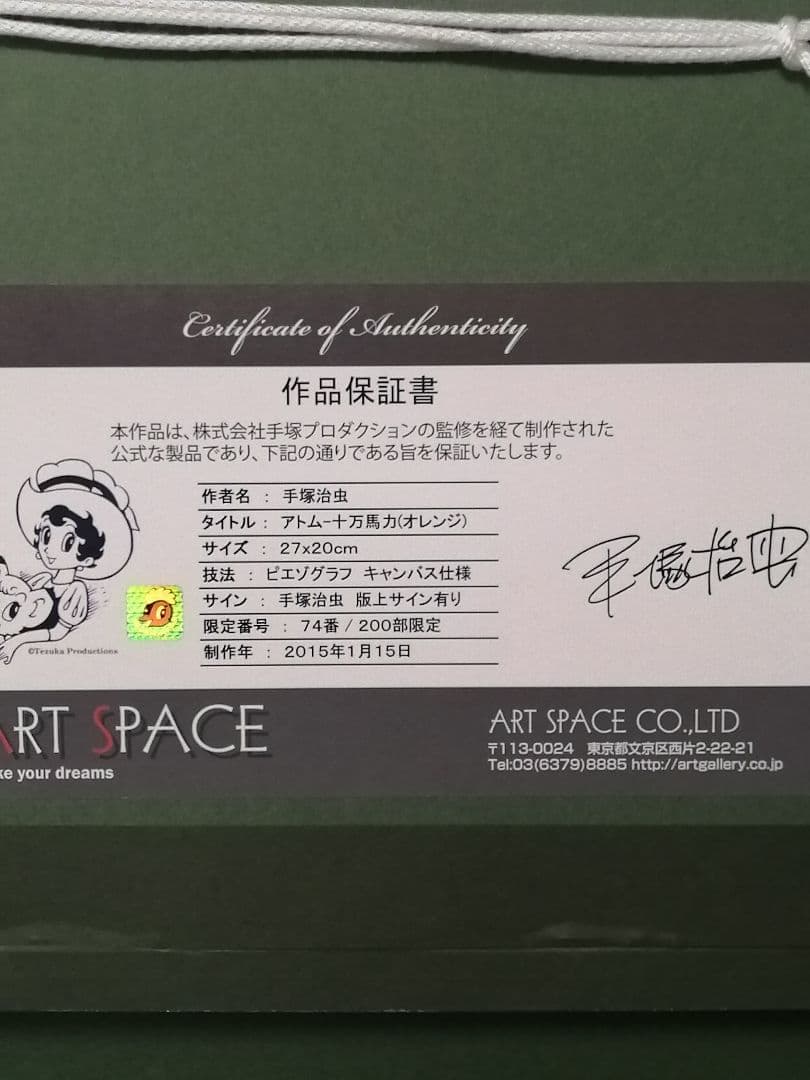 Certificate of Authenticity
作品保証書
本作品は、株式会社手塚プロダクションの監修を経て制作された
公式な製品であり、下記の通りである旨を保証いたします。
作者名 : 手塚治虫
タイトル : アトム-十万馬力(オレンジ)
サイズ : 27x20cm
技法 : ピエゾグラフ キャンバス仕様
サイン : 手塚治虫 版上サイン有り
限定番号 : 74番 / 200部限定
制作年 : 2015年1月15日
手塚治虫
©Tezuka Productions
ART SPACE
ke your dreams
ART SPACE CO.,LTD
〒113-0024 東京都文京区西片2-22-21
Tel:03(6379)8885 http://artgallery.co.jp